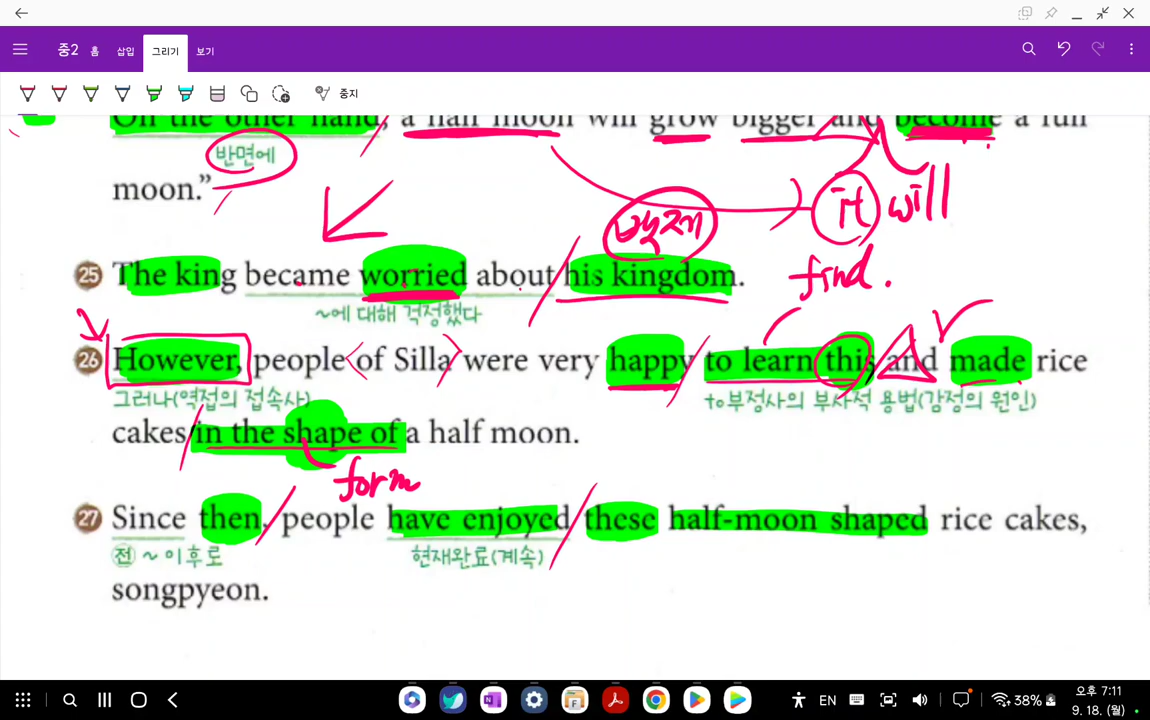 중2 홈 삽입 그리기 보기
중지
On the other hand, a half moon will grow bigger and become a full
반면에
it will
moon.”
백제
find.
25 The king became worried about his kingdom.
~에 대해 걱정했다
26 However, people of Silla were very happy to learn this, and made rice
그러나(역접의 접속사)
to부정사의 부사적 용법(감정의 원인)
cakes in the shape of a half moon.
form
27 Since then, people have enjoyed these half-moon shaped rice cakes,
전 ~이후로
현재완료(계속)
songpyeon.
EN 38% 오후 7:11
9. 18. (월)